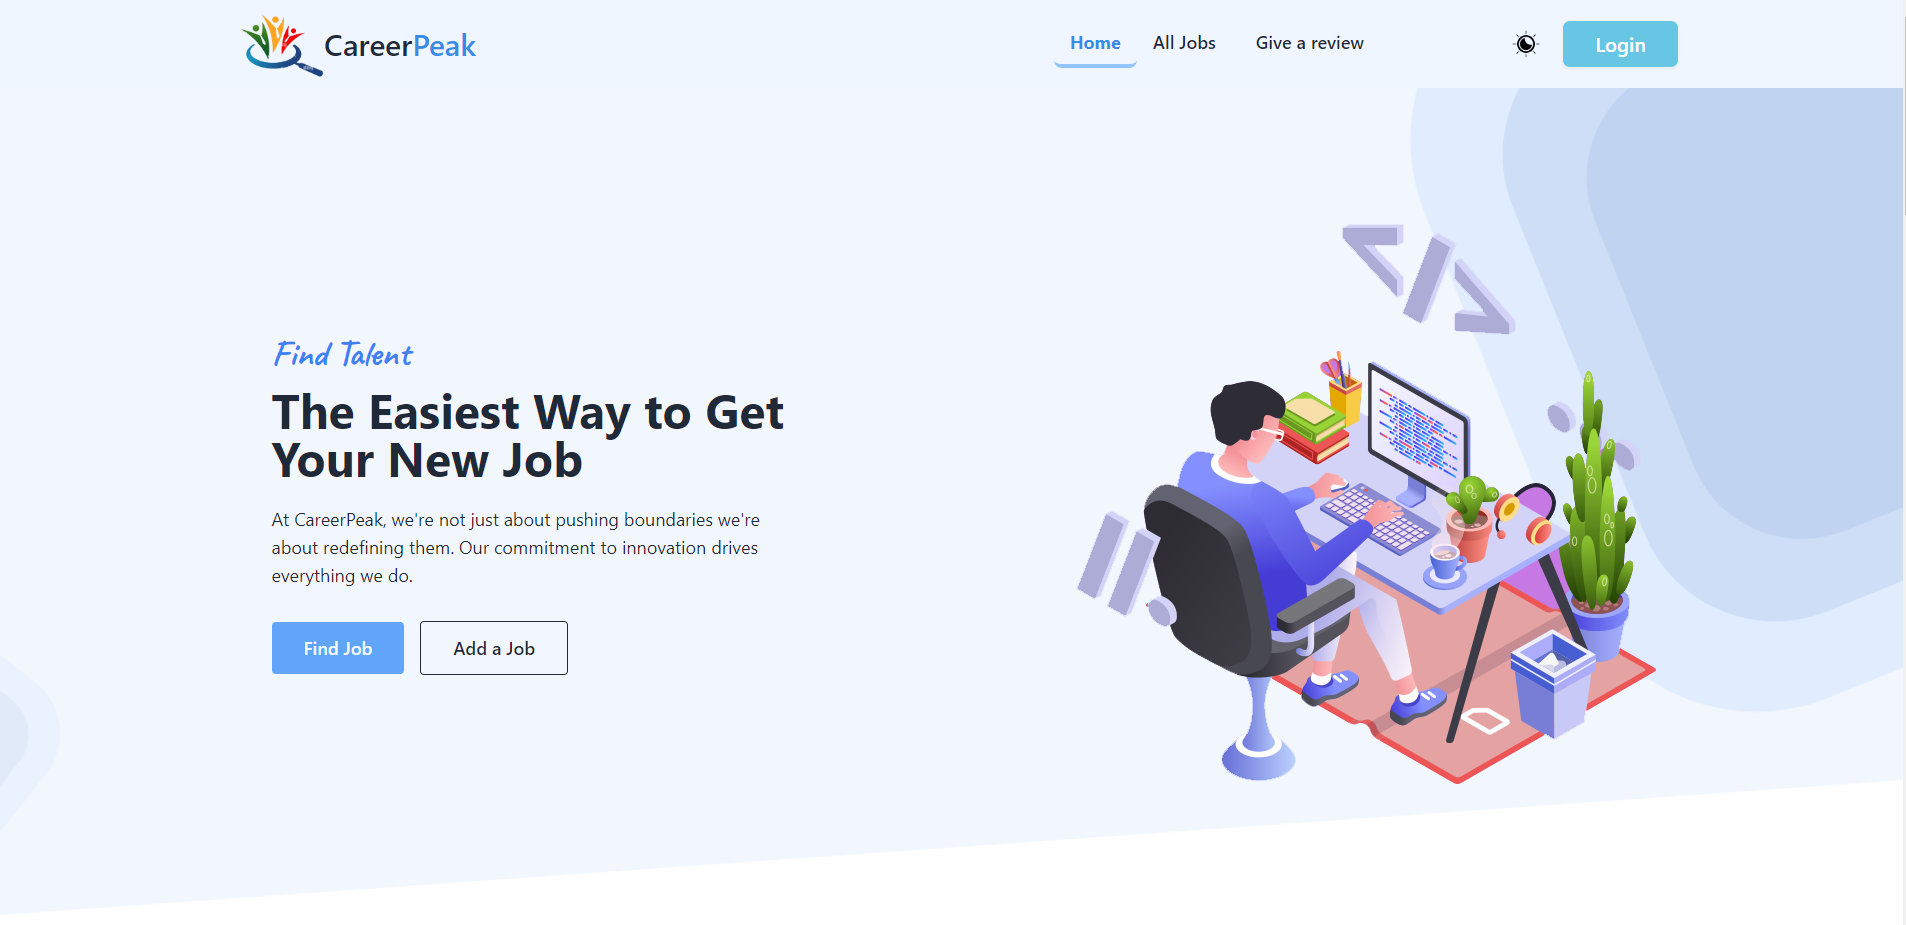 CareerPeak
Home
All Jobs
Give a review
Login
Find Talent
The Easiest Way to Get
Your New Job
At CareerPeak, we're not just about pushing boundaries we're
about redefining them. Our commitment to innovation drives
everything we do.
Find Job
Add a Job